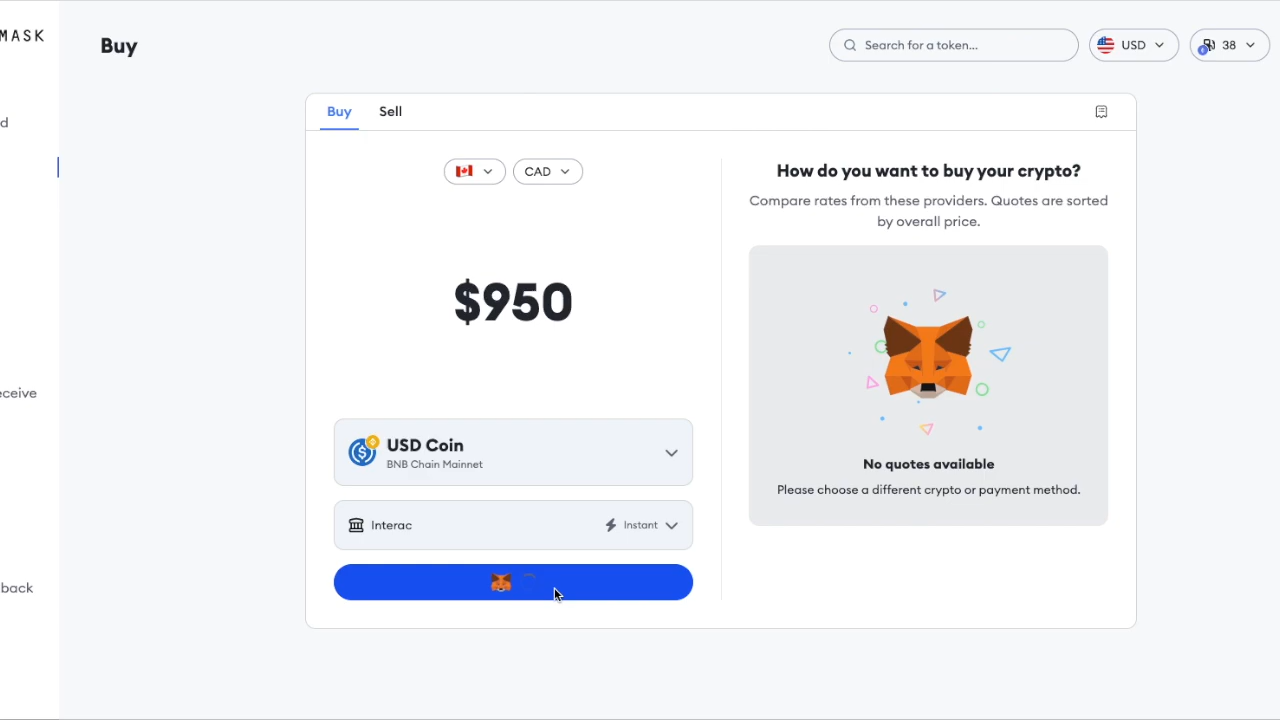 MASK
Buy
Search for a token...
USD
38
d
eceive
back
Buy
Sell
CAD
$950
USD Coin
BNB Chain Mainnet
Interac
Instant
How do you want to buy your crypto?
Compare rates from these providers. Quotes are sorted
by overall price.
No quotes available
Please choose a different crypto or payment method.